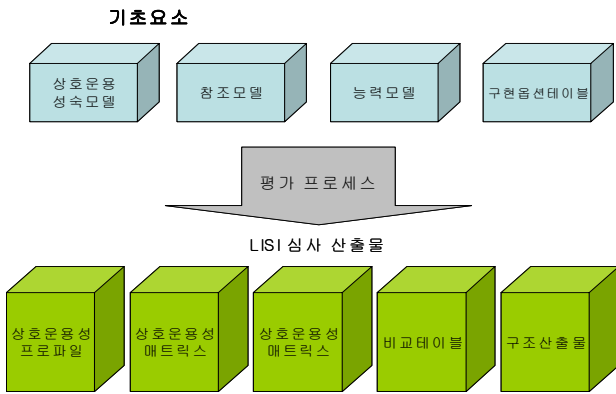 기초요소
상호운용
성숙모델
참조모델
능력모델
구현옵션테이블
평가 프로세스
LISI 심사 산출물
상호운용성
프로파일
상호운용성
매트릭스
상호운용성
매트릭스
비교테이블
구조산출물